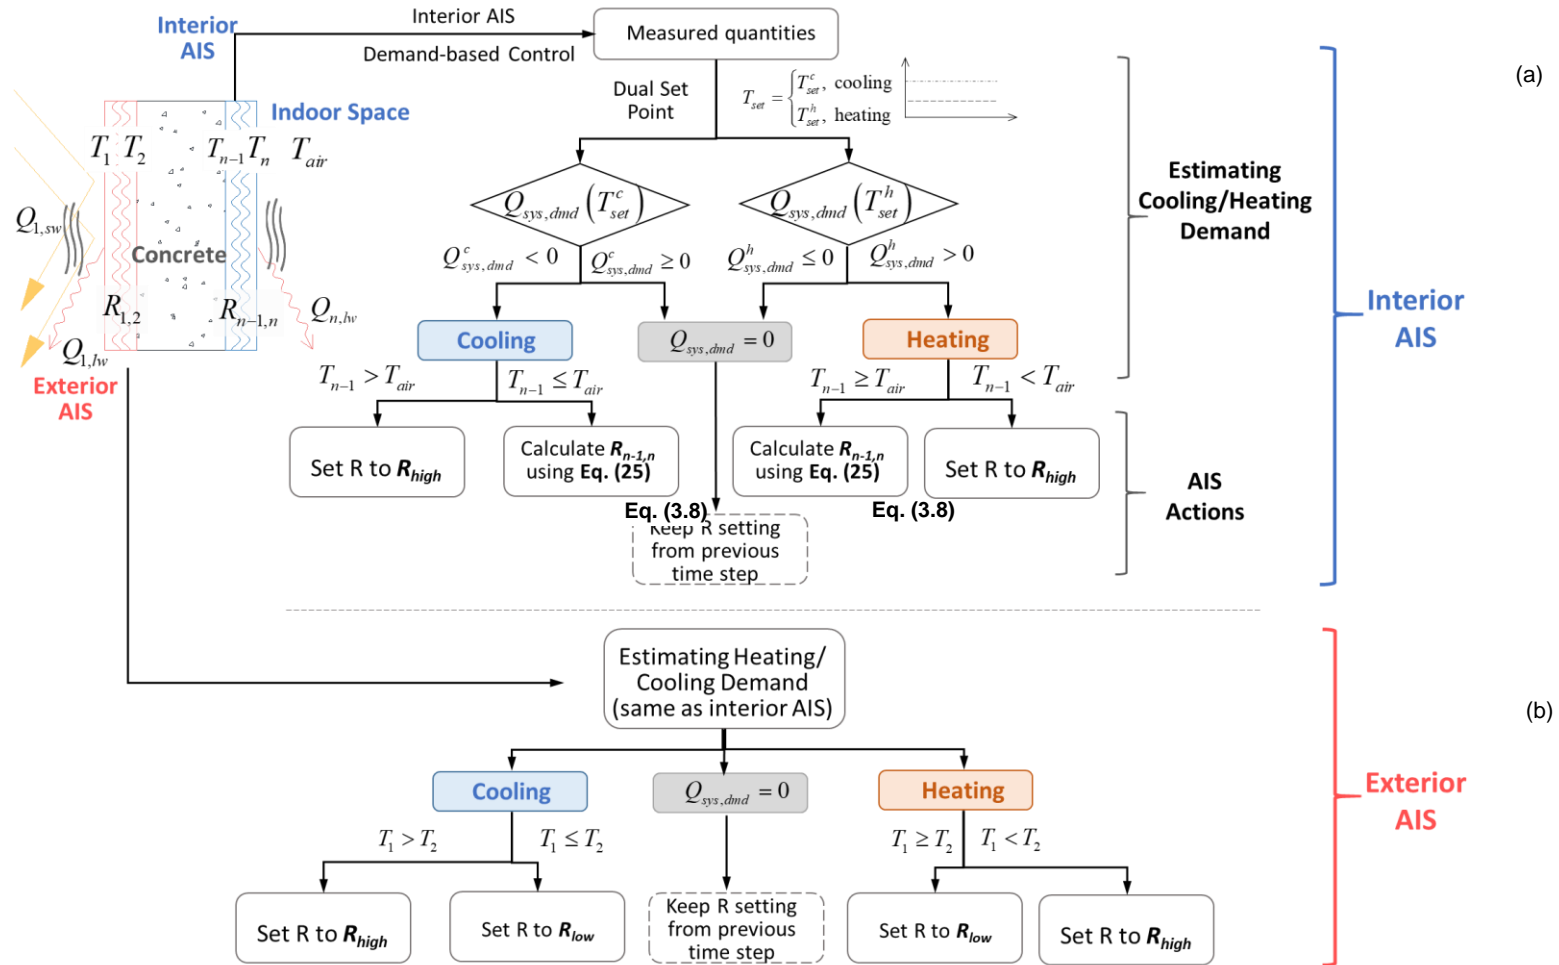 Interior
AIS
Interior AIS
Demand-based Control
Measured quantities
(a)
Dual Set
Point
T_set = { T^c_set, cooling
T^h_set, heating
Indoor Space
T_1 T_2 T_{n-1} T_n T_air
Q_{1,sw}
Concrete
R_{1,2} R_{n-1,n} Q_{n,lw}
Q_{1,lw}
Exterior
AIS
Q_{sys,dmd} (T^c_set)
Q_{sys,dmd} (T^h_set)
Q^c_{sys,dmd} < 0
Q^c_{sys,dmd} ≥ 0
Q^h_{sys,dmd} ≤ 0
Q^h_{sys,dmd} > 0
Estimating
Cooling/Heating
Demand
Cooling
Q_{sys,dmd} = 0
Heating
Interior
AIS
T_{n-1} > T_air
T_{n-1} ≤ T_air
T_{n-1} ≥ T_air
T_{n-1} < T_air
Set R to R_high
Calculate R_{n-1,n}
using Eq. (25)
Calculate R_{n-1,n}
using Eq. (25)
Set R to R_high
Eq. (3.8)
Eq. (3.8)
Keep R setting
from previous
time step
AIS
Actions
Estimating Heating/
Cooling Demand
(same as interior AIS)
(b)
Cooling
Q_{sys,dmd} = 0
Heating
Exterior
AIS
T_1 > T_2
T_1 ≤ T_2
T_1 ≥ T_2
T_1 < T_2
Set R to R_high
Set R to R_low
Keep R setting
from previous
time step
Set R to R_low
Set R to R_high